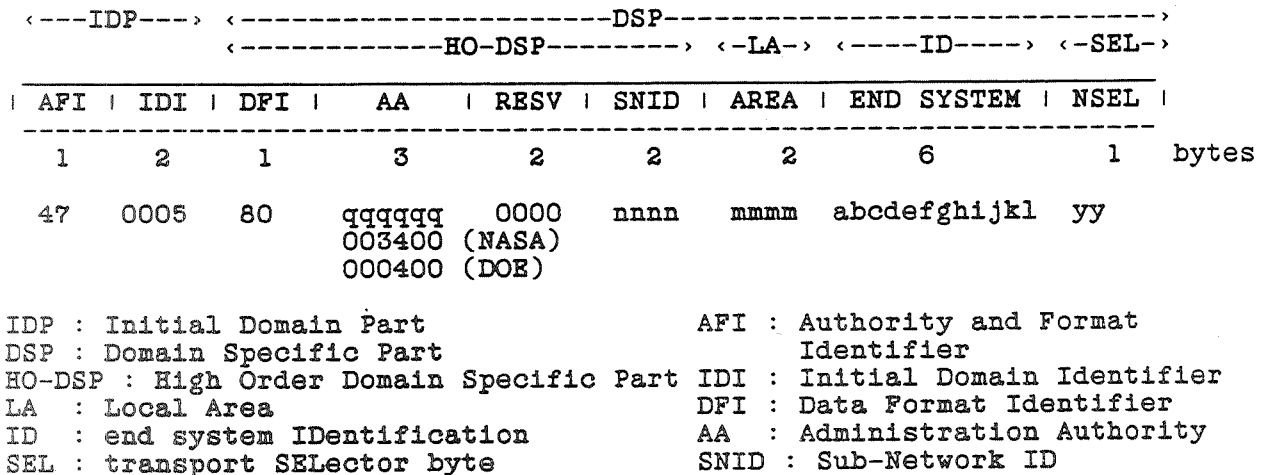 <---IDP---> <---------------------DSP--------------------------->
<------------HO-DSP---------> <-LA-> <----ID----> <-SEL->
| AFI | IDI | DFI | AA | RESV | SNID | AREA | END SYSTEM | NSEL |
1 2 1 3 2 2 2 6 1 bytes
47 0005 80 qqqqqq 0000 nnnn mmmm abcdefghijkl yy
003400 (NASA)
000400 (DOE)
IDP : Initial Domain Part AFI : Authority and Format
DSP : Domain Specific Part Identifier
HO-DSP : High Order Domain Specific Part IDI : Initial Domain Identifier
LA : Local Area DFI : Data Format Identifier
ID : end system IDentification AA : Administration Authority
SEL : transport SELector byte SNID : Sub-Network ID